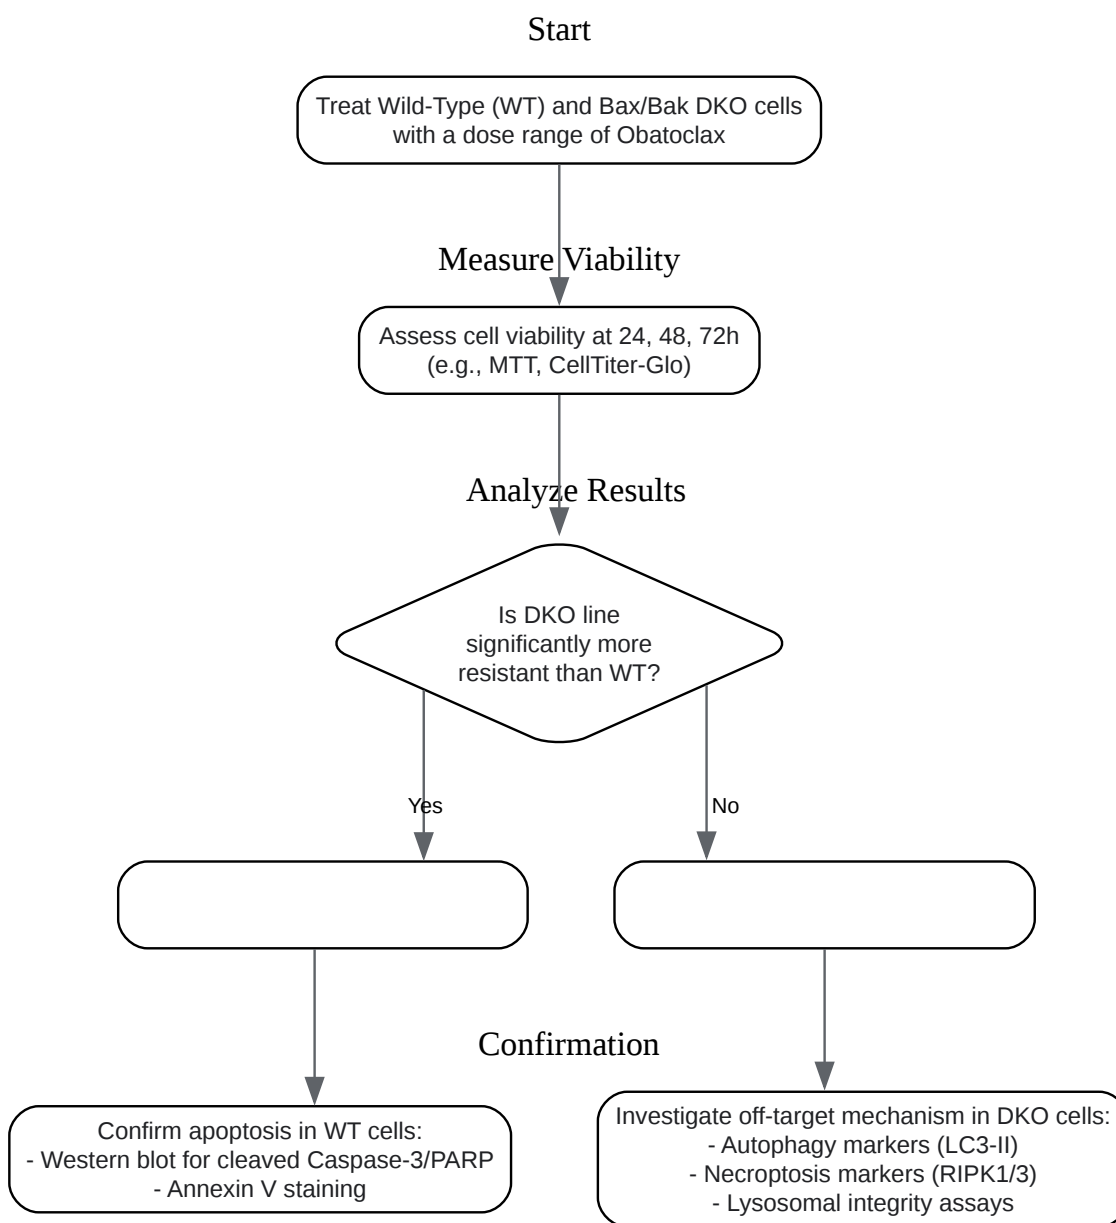 Start
Treat Wild-Type (WT) and Bax/Bak DKO cells
with a dose range of Obatoclax
Measure Viability
Assess cell viability at 24, 48, 72h
(e.g., MTT, CellTiter-Glo)
Analyze Results
Is DKO line
significantly more
resistant than WT?
Yes
No
Confirmation
Confirm apoptosis in WT cells:
- Western blot for cleaved Caspase-3/PARP
- Annexin V staining
Investigate off-target mechanism in DKO cells:
- Autophagy markers (LC3-II)
- Necroptosis markers (RIPK1/3)
- Lysosomal integrity assays